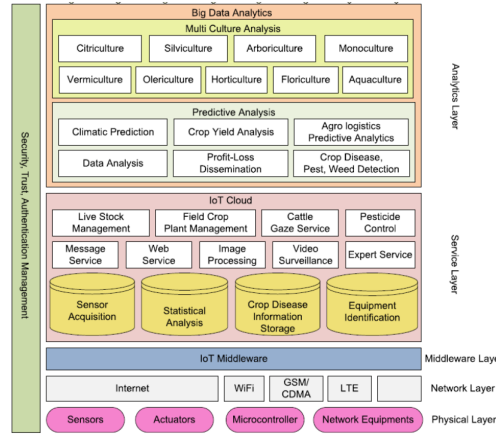 Big Data Analytics
Multi Culture Analysis
Citriculture
Silviculture
Arboriculture
Monoculture
Vermiculture
Olericulture
Horticulture
Floriculture
Aquaculture
Predictive Analysis
Climatic Prediction
Crop Yield Analysis
Agro logistics
Predictive Analytics
Data Analysis
Profit-Loss
Dissemination
Crop Disease,
Pest, Weed Detection
Analytics Layer
Security, Trust, Authentication Management
IoT Cloud
Live Stock
Management
Field Crop
Plant Management
Cattle
Gaze Service
Pesticide
Control
Message
Service
Web
Service
Image
Processing
Video
Surveillance
Expert Service
Sensor
Acquisition
Statistical
Analysis
Crop Disease
Information
Storage
Equipment
Identification
Service Layer
IoT Middleware
Middleware Laye
Internet
WiFi
GSM/
CDMA
LTE
Network Layer
Sensors
Actuators
Microcontroller
Network Equipments
Physical Layer